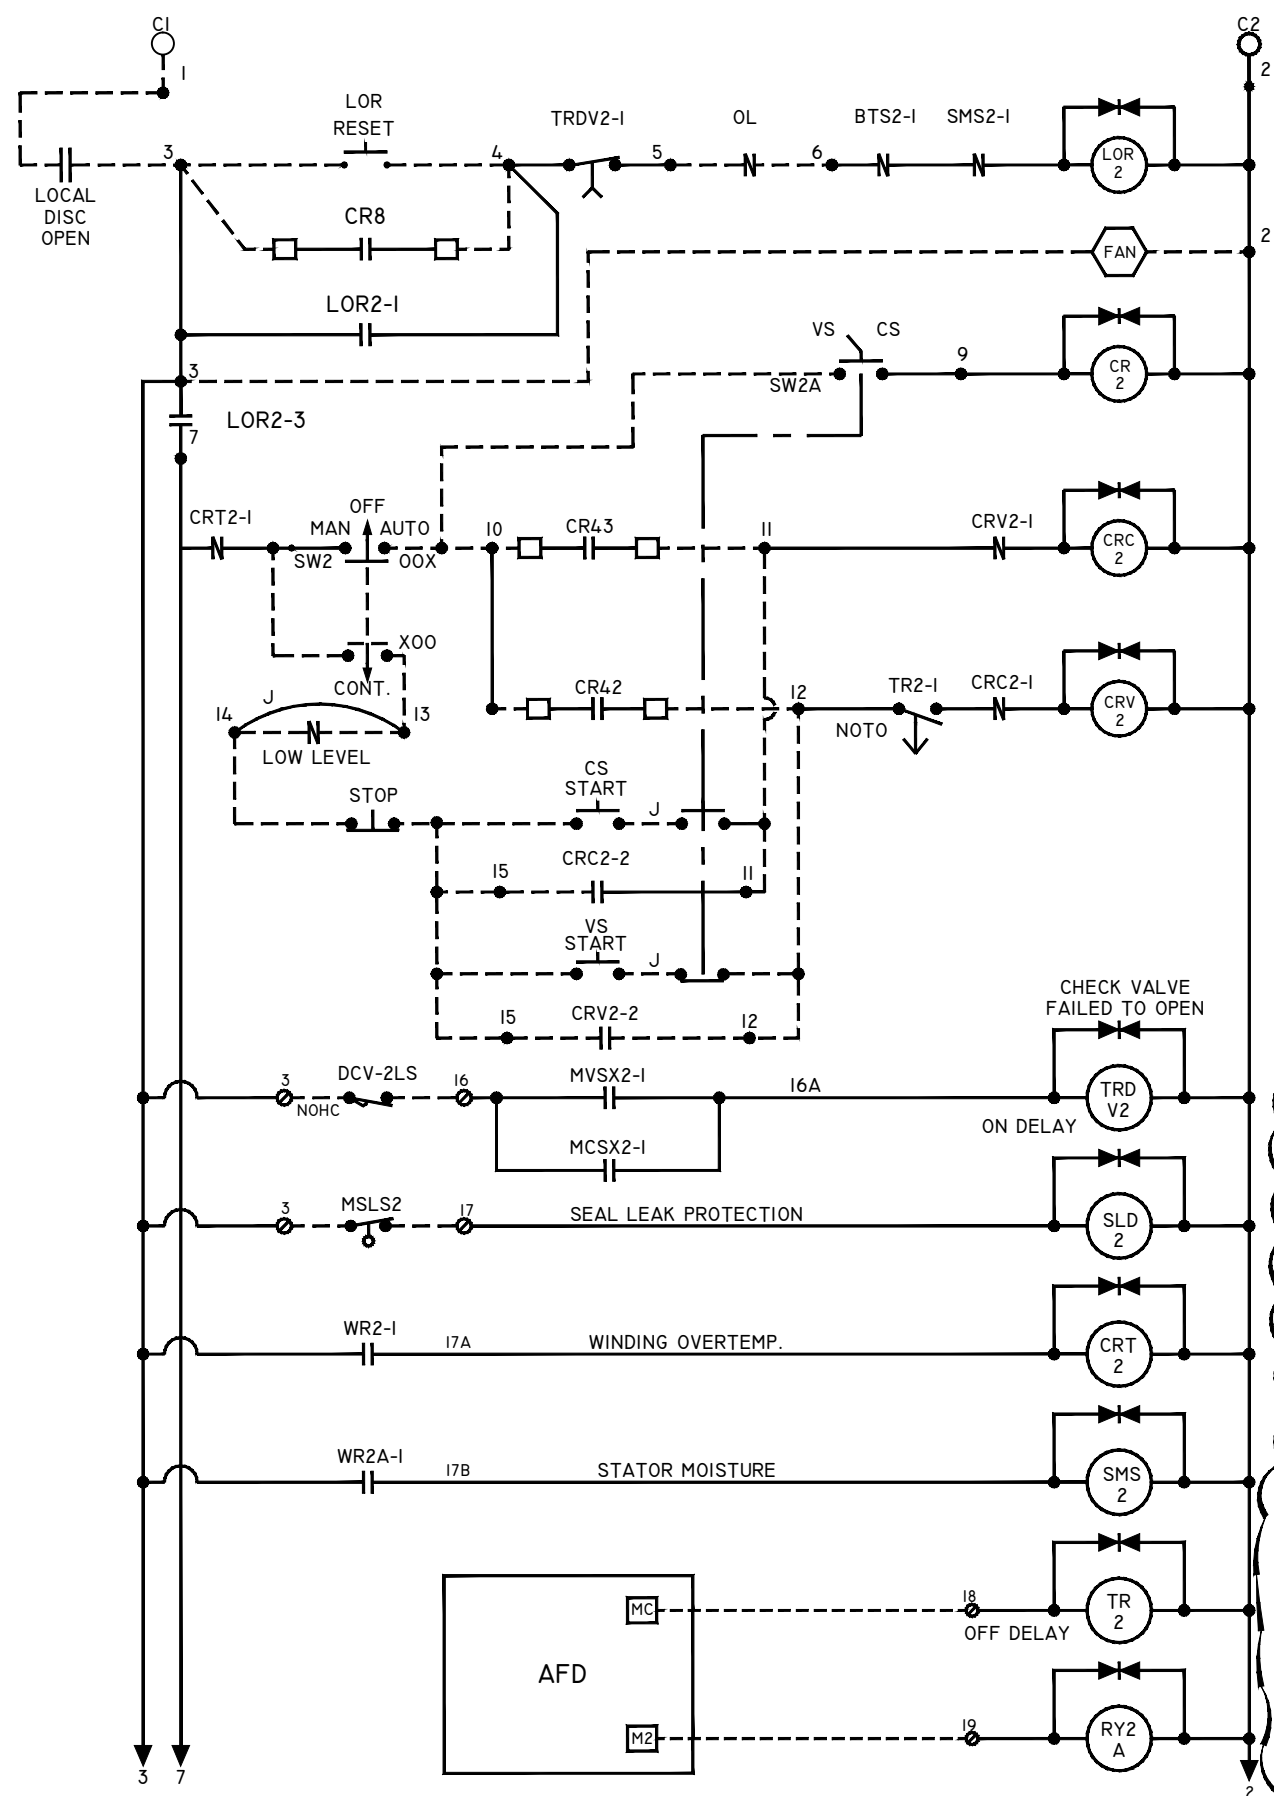 C1
C2
1
2
LOR
RESET
TRDV2-1
OL
BTS2-1
SMS2-1
3
4
5
6
LOR
2
LOCAL
DISC
OPEN
CR8
2
FAN
LOR2-1
VS CS
3
9
CR
2
SW2A
LOR2-3
7
OFF
CRT2-1
MAN AUTO
10
CR43
11
CRV2-1
CRC
2
SW2
OOX
XOO
CONT.
J
14
13
CR42
12
TR2-1
CRC2-1
CRV
2
NOTO
LOW LEVEL
CS
START
STOP
J
CRC2-2
15
11
VS
START
J
CRV2-2
15
12
CHECK VALVE
FAILED TO OPEN
3
DCV-2LS
16
MVSX2-1
16A
TRD
V2
NOHC
ON DELAY
MCSX2-1
3
MSLS2
17
SEAL LEAK PROTECTION
SLD
2
WR2-1
17A
WINDING OVERTEMP.
CRT
2
WR2A-1
17B
STATOR MOISTURE
SMS
2
MC
18
TR
2
OFF DELAY
AFD
M2
19
RY2
A
3
7
2